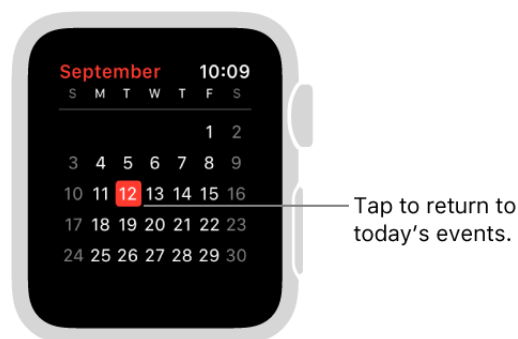 September 10:09
S M T W T F S
1 2
3 4 5 6 7 8 9
10 11 12 13 14 15 16
17 18 19 20 21 22 23
24 25 26 27 28 29 30
Tap to return to
today's events.